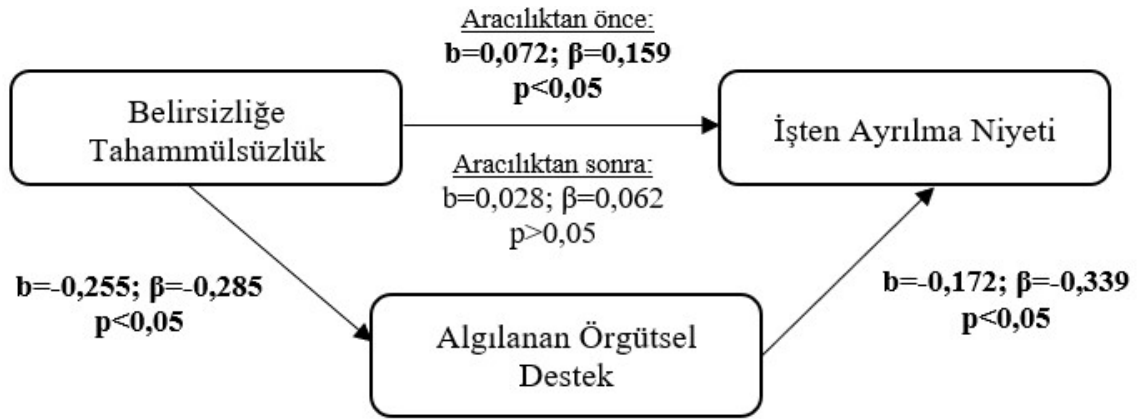 Aracılıktan önce:
b=0,072; β=0,159
p<0,05
Belirsizliğe
Tahammülsüzlük
İşten Ayrılma Niyeti
Aracılıktan sonra:
b=0,028; β=0,062
p>0,05
b=-0,255; β=-0,285
p<0,05
b=-0,172; β=-0,339
p<0,05
Algılanan Örgütsel
Destek